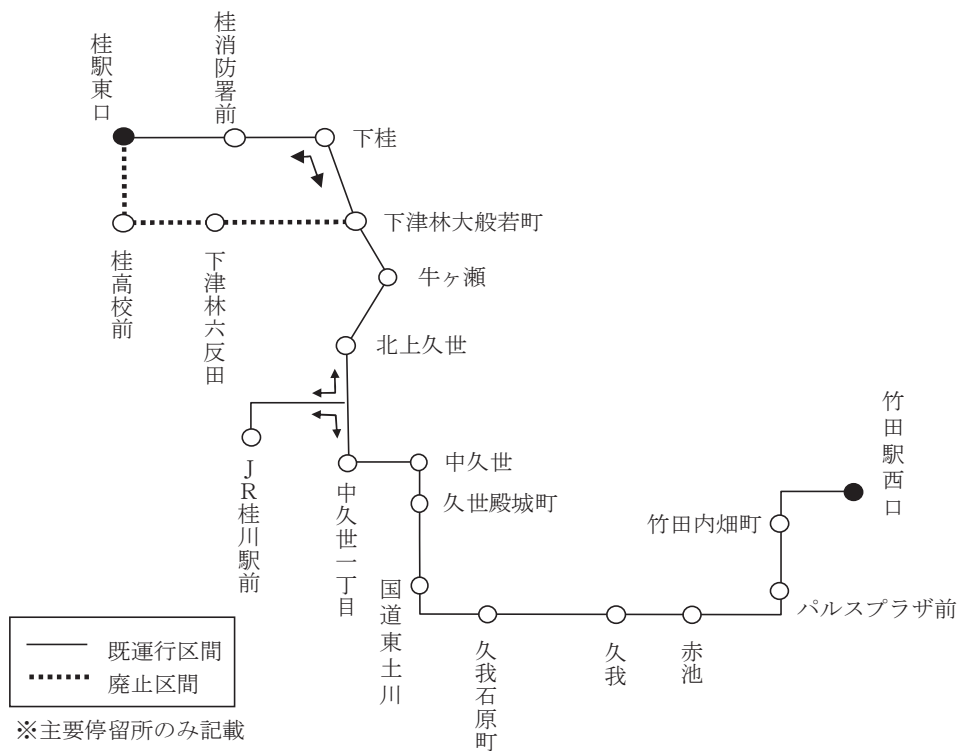 桂駅東口
桂消防署前
下桂
下津林大般若町
桂高校前
下津林六反田
牛ヶ瀬
北上久世
JR桂川駅前
中久世一丁目
中久世
久世殿城町
国道東土川
久我石原町
久我
赤池
パルスプラザ前
竹田内畑町
竹田駅西口
既運行区間
廃止区間
※主要停留所のみ記載